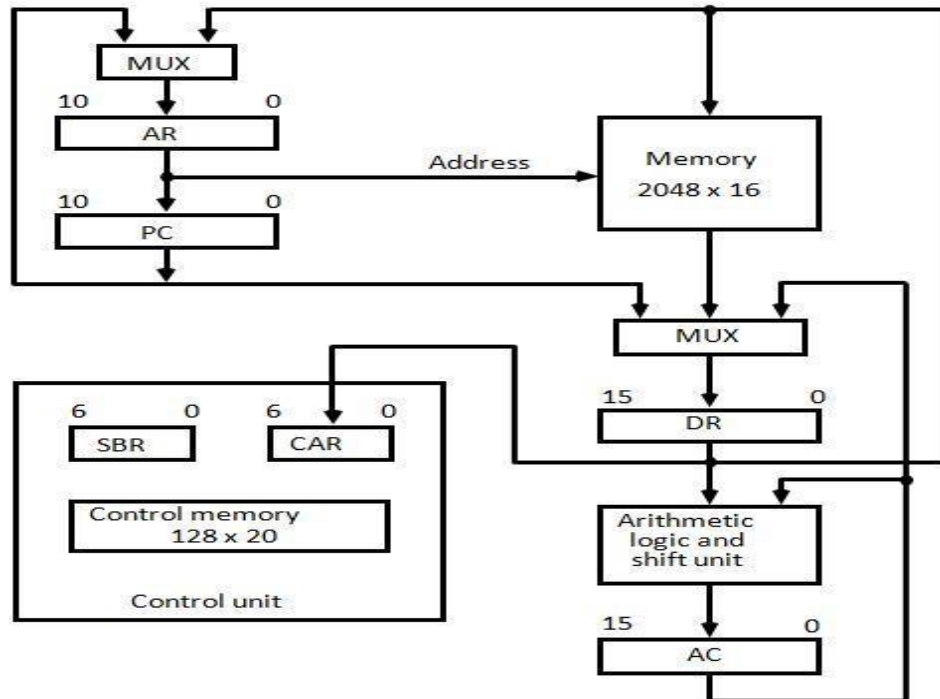 MUX
10 0
AR
Address
Memory
2048 x 16
10 0
PC
MUX
15 0
DR
6 0 6 0
SBR CAR
Control memory
128 x 20
Control unit
Arithmetic
logic and
shift unit
15 0
AC